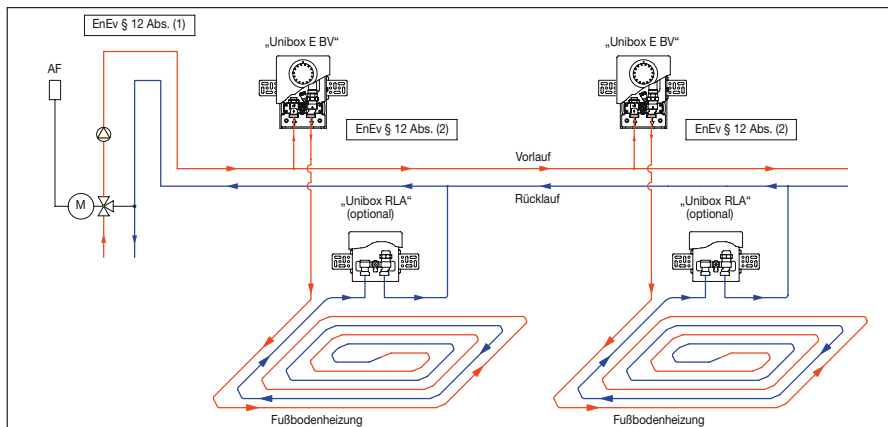 EnEv § 12 Abs. (1)
„Unibox E BV“
„Unibox E BV“
AF
EnEv § 12 Abs. (2)
EnEv § 12 Abs. (2)
Vorlauf
Rücklauf
„Unibox RLA“
(optional)
„Unibox RLA“
(optional)
M
Fußbodenheizung
Fußbodenheizung